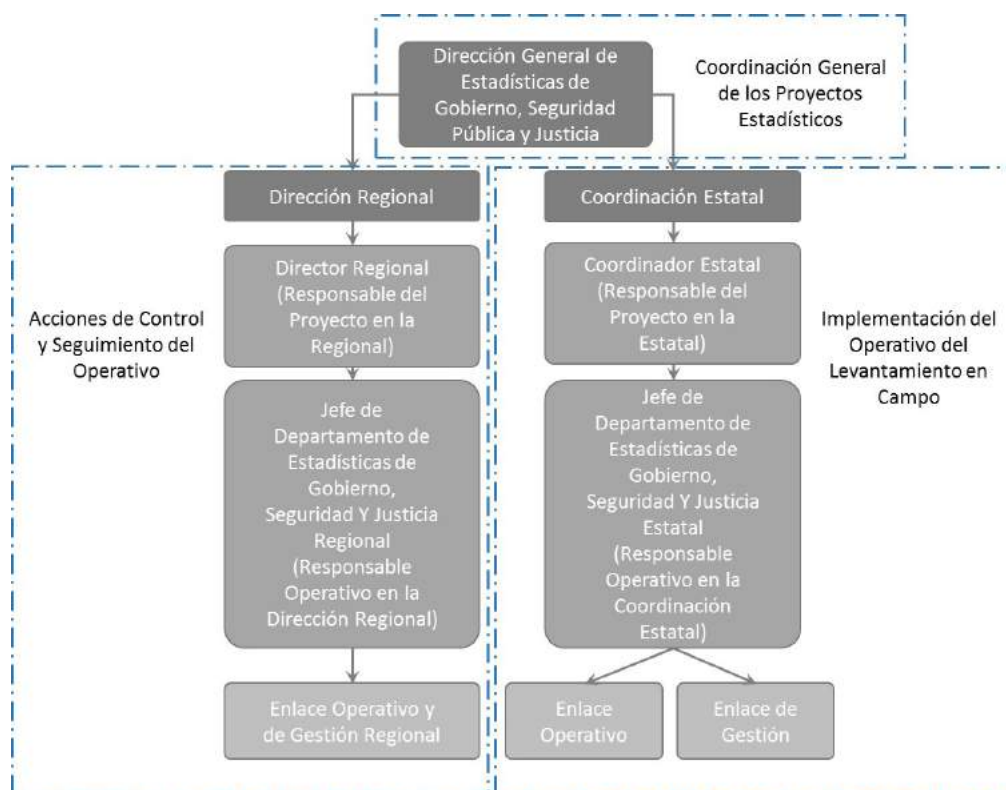 Dirección General de
Estadísticas de
Gobierno, Seguridad
Pública y Justicia
Coordinación General
de los Proyectos
Estadísticos
Dirección Regional
Coordinación Estatal
Director Regional
(Responsable del
Proyecto en la
Regional)
Coordinador Estatal
(Responsable del
Proyecto en la
Estatal)
Acciones de Control
y Seguimiento del
Operativo
Implementación del
Operativo del
Levantamiento en
Campo
Jefe de
Departamento de
Estadísticas de
Gobierno,
Seguridad Y Justicia
Regional
(Responsable
Operativo en la
Dirección Regional)
Jefe de
Departamento de
Estadísticas de
Gobierno,
Seguridad Y Justicia
Estatal
(Responsable
Operativo en la
Coordinación
Estatal)
Enlace Operativo y
de Gestión Regional
Enlace
Operativo
Enlace de
Gestión